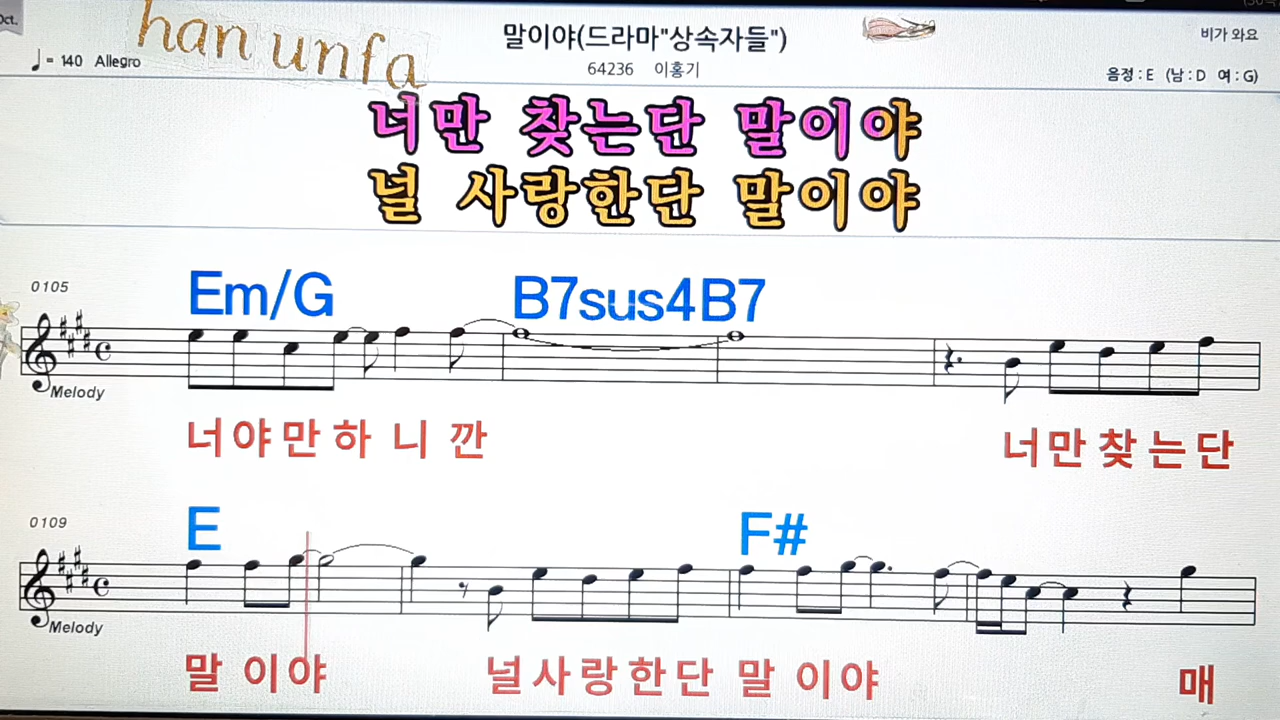 Oct.
han unfa
말이야(드라마"상속자들")
비가 와요
♩= 140 Allegro
64236 이홍기
음정 : E (남 : D 여 : G)
너만 찾는단 말이야
널 사랑한단 말이야
0105
Em/G B7sus4 B7
Melody
너야만하 니 깐 너만찾는단
0109
E F#
Melody
말 이야 널사랑한단 말 이야 매